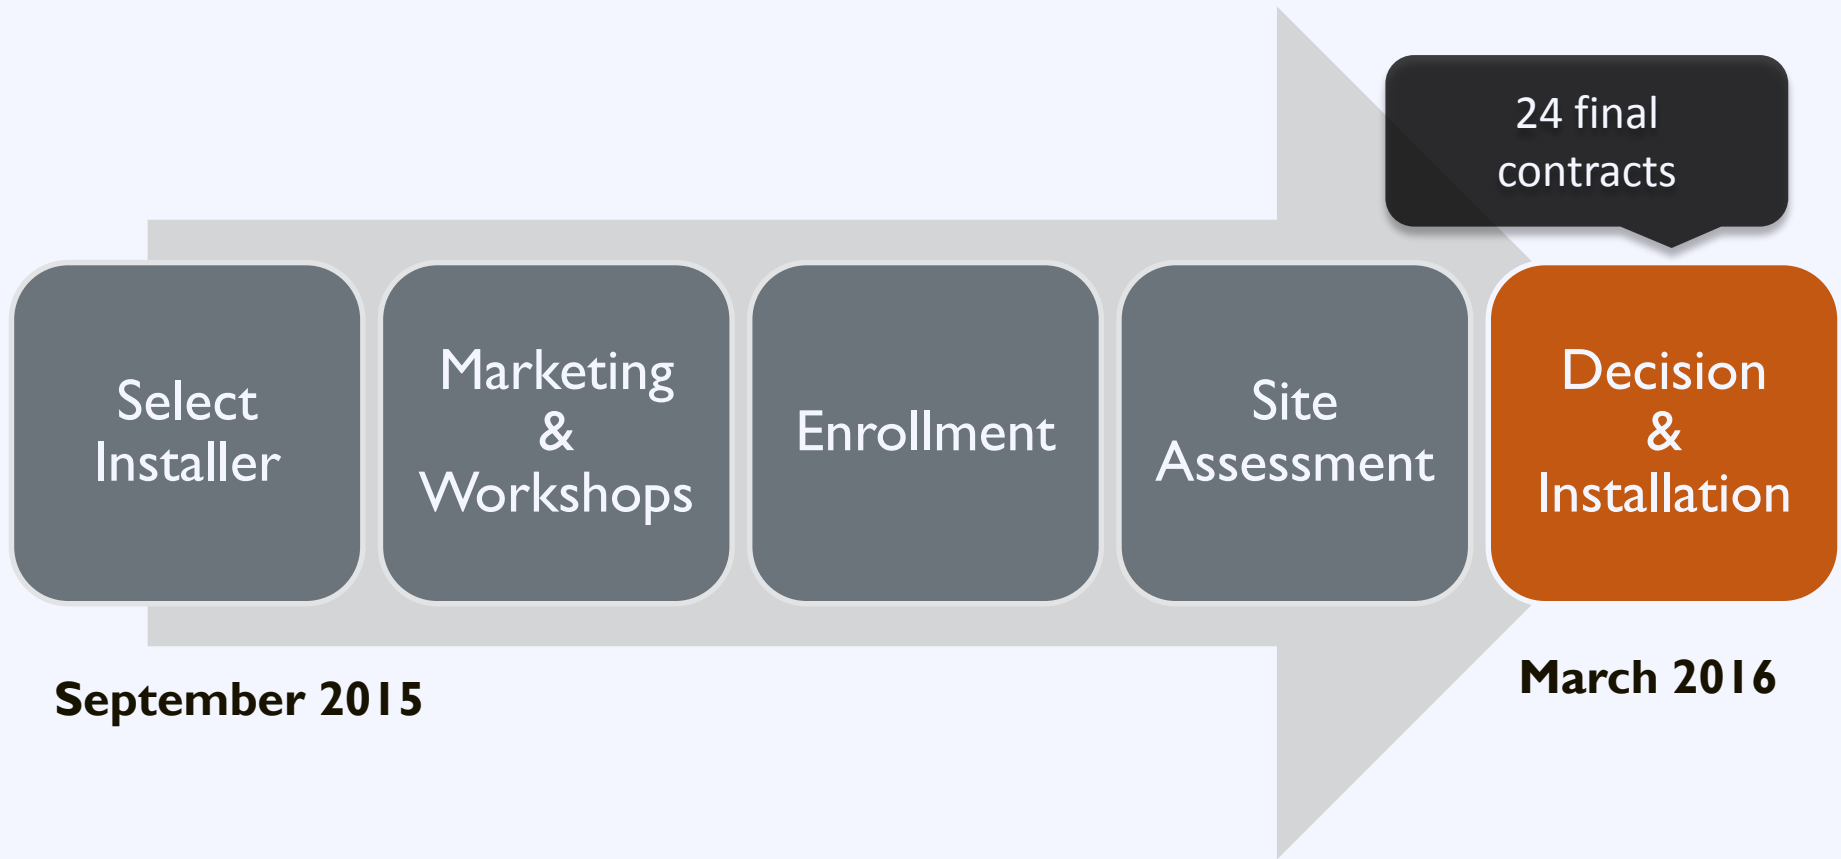 24 final
contracts
Select
Installer
Marketing
&
Workshops
Enrollment
Site
Assessment
Decision
&
Installation
September 2015
March 2016